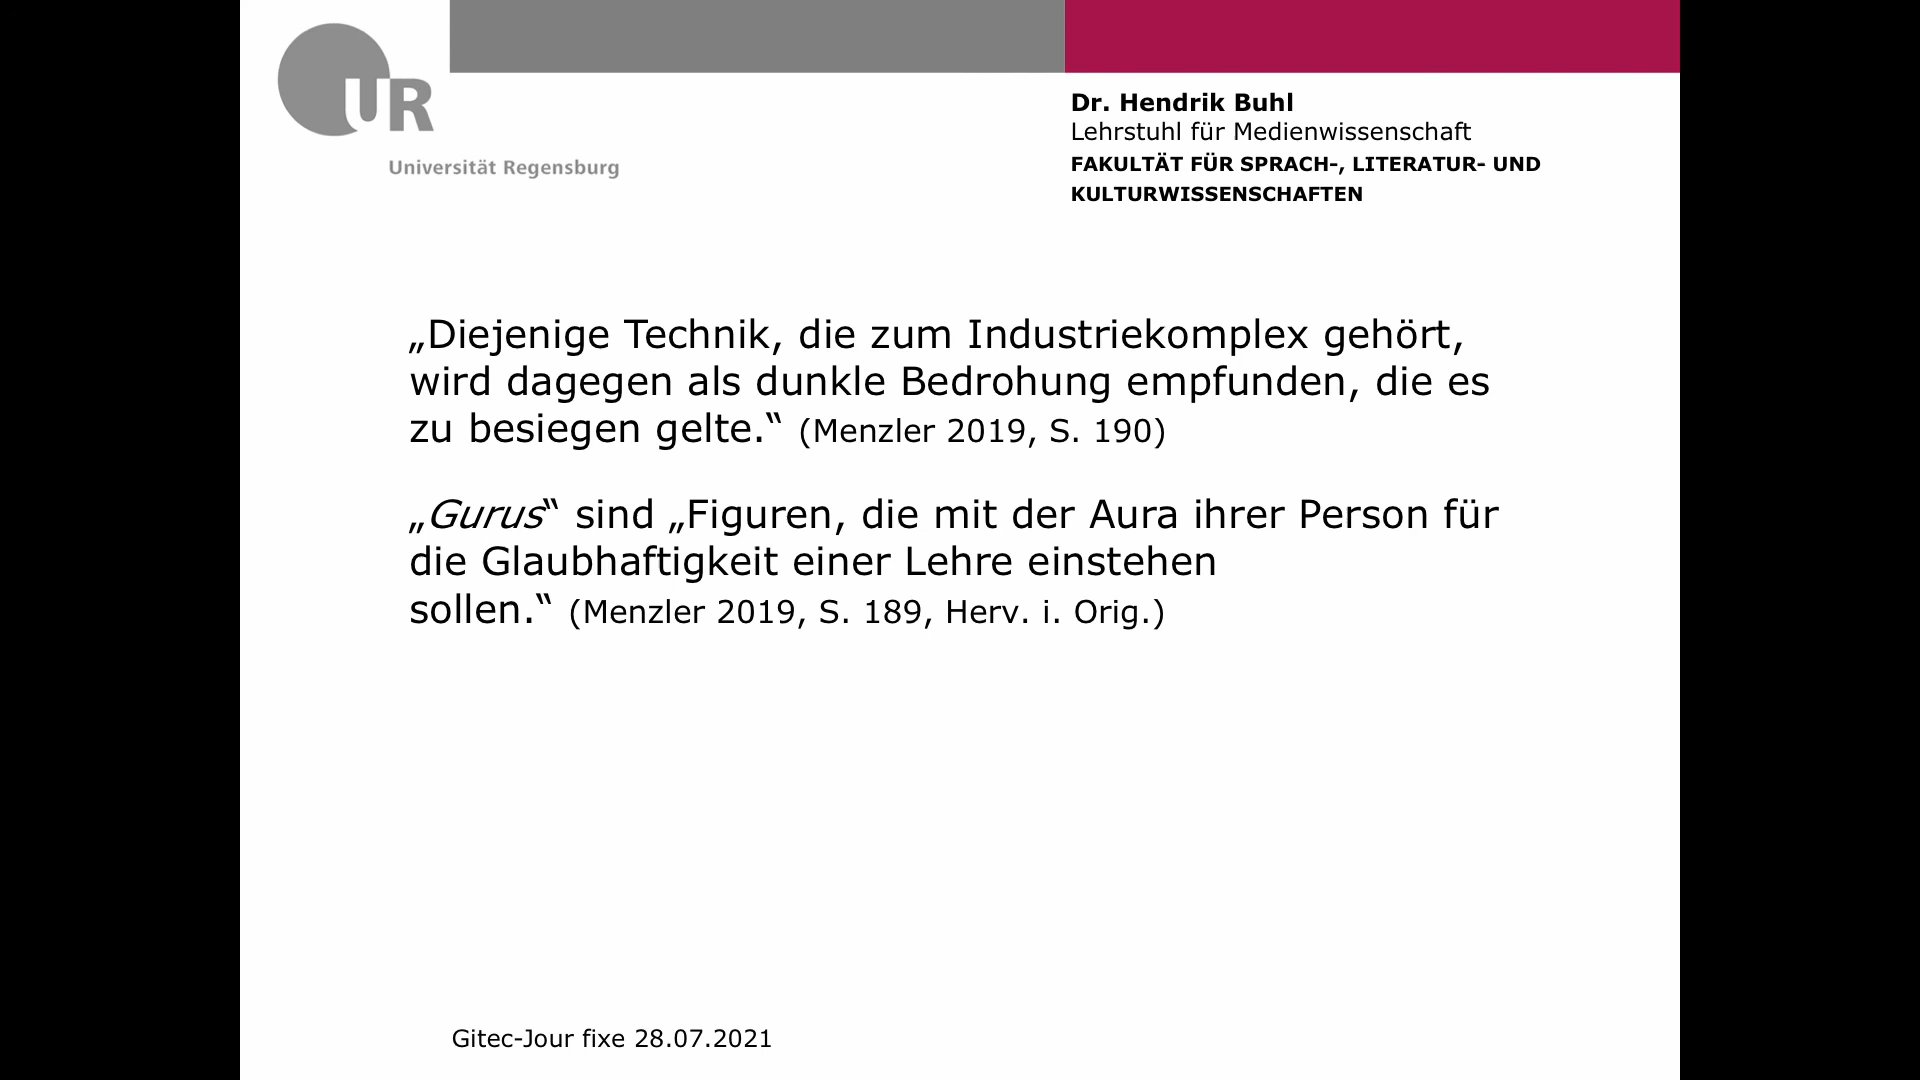 UR
Universität Regensburg
Dr. Hendrik Buhl
Lehrstuhl für Medienwissenschaft
FAKULTÄT FÜR SPRACH-, LITERATUR- UND
KULTURWISSENSCHAFTEN
„Diejenige Technik, die zum Industriekomplex gehört,
wird dagegen als dunkle Bedrohung empfunden, die es
zu besiegen gelte.“ (Menzler 2019, S. 190)
„Gurus“ sind „Figuren, die mit der Aura ihrer Person für
die Glaubhaftigkeit einer Lehre einstehen
sollen.“ (Menzler 2019, S. 189, Herv. i. Orig.)
Gitec-Jour fixe 28.07.2021